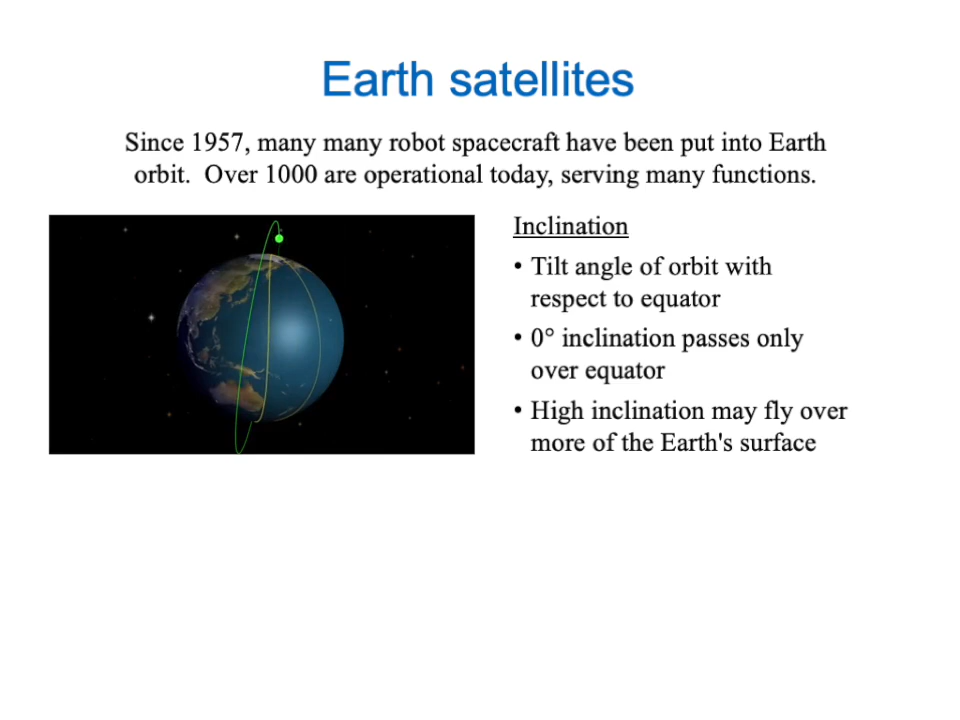 Earth satellites
Since 1957, many many robot spacecraft have been put into Earth
orbit.  Over 1000 are operational today, serving many functions.
Inclination
• Tilt angle of orbit with
respect to equator
• 0° inclination passes only
over equator
• High inclination may fly over
more of the Earth's surface